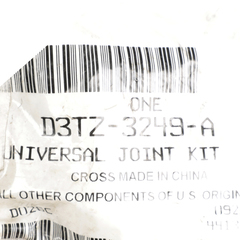 ONE
D3TZ-3249-A
UNIVERSAL JOINT KIT
CROSS MADE IN CHINA
ALL OTHER COMPONENTS OF U.S. ORIGIN